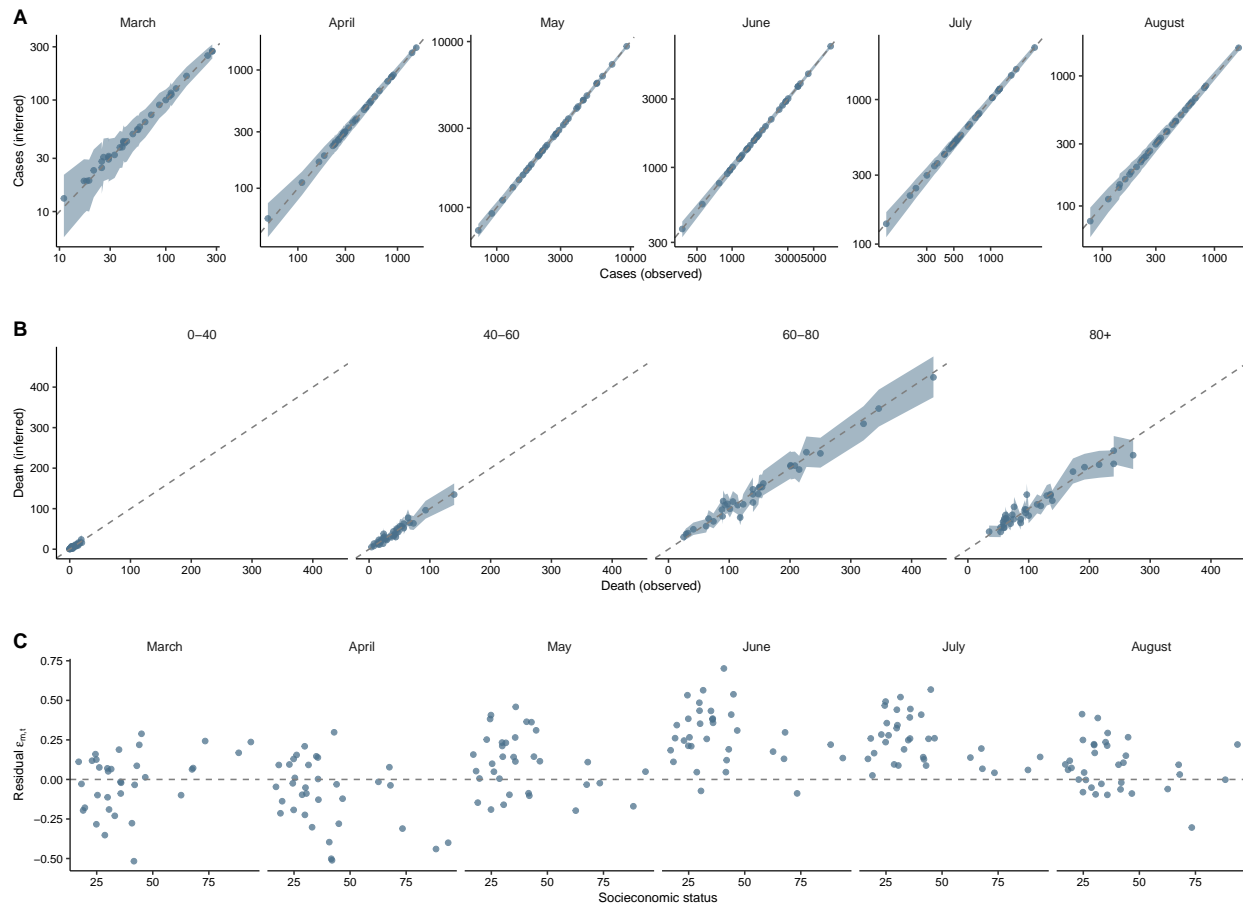 A
March April May June July August
Cases (inferred)
300
100
30
10
1000
300
100
10000
3000
1000
3000
1000
300
1000
300
100
1000
300
100
10 30 100 300 100 300 1000 1000 3000 10000 500 1000 30005000 300 500 1000 100 300 1000
Cases (observed)
B
0−40 40−60 60−80 80+
Death (inferred)
400
300
200
100
0
0 100 200 300 400 0 100 200 300 400 0 100 200 300 400 0 100 200 300 400
Death (observed)
C
March April May June July August
Residual εm,t
0.75
0.50
0.25
0.00
−0.25
−0.50
25 50 75 25 50 75 25 50 75 25 50 75 25 50 75 25 50 75
Socieconomic status